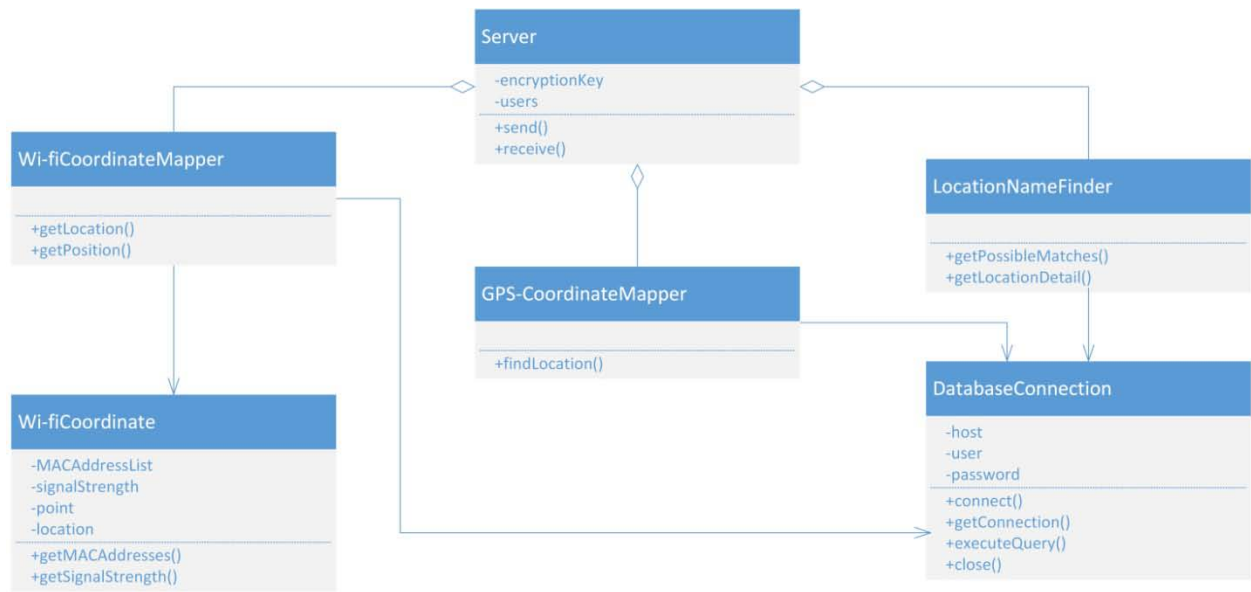 Server
-encryptionKey
-users
+send()
+receive()
Wi-fiCoordinateMapper
+getLocation()
+getPosition()
LocationNameFinder
+getPossibleMatches()
+getLocationDetail()
GPS-CoordinateMapper
+findLocation()
Wi-fiCoordinate
-MACAddressList
-signalStrength
-point
-location
+getMACAddresses()
+getSignalStrength()
DatabaseConnection
-host
-user
-password
+connect()
+getConnection()
+executeQuery()
+close()